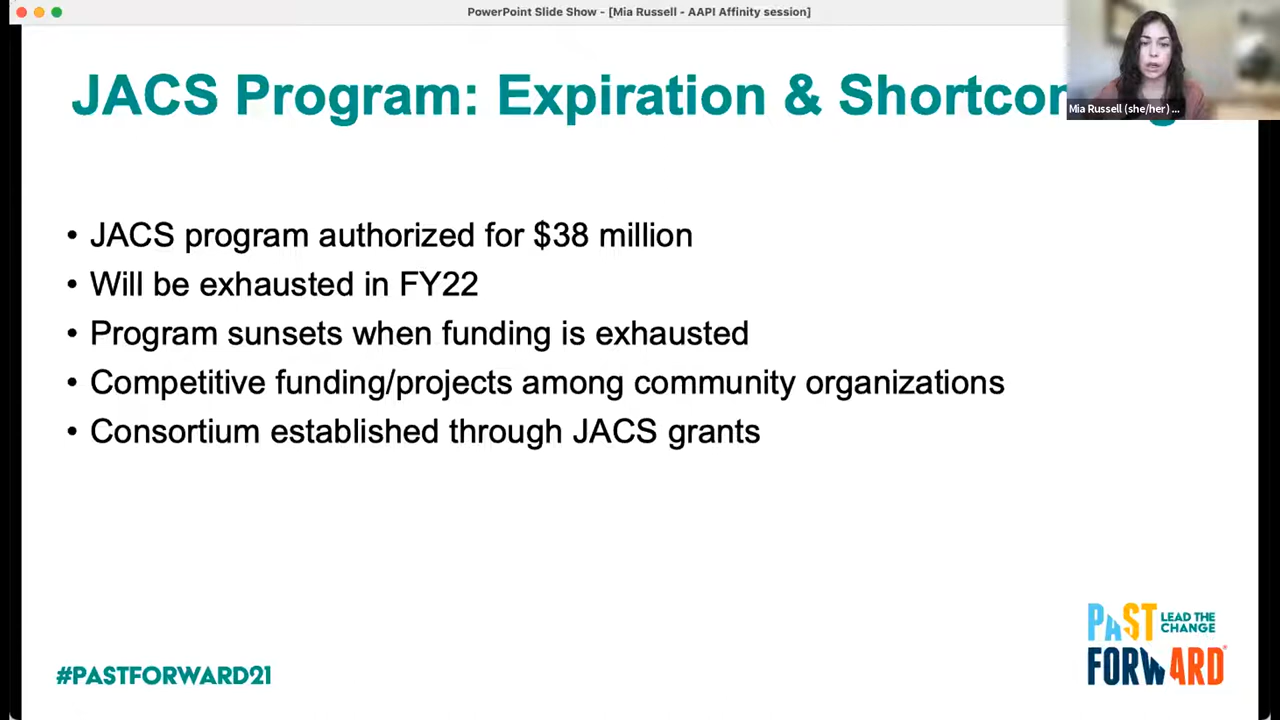 PowerPoint Slide Show - [Mia Russell - AAPI Affinity session]
JACS Program: Expiration &
Mia Russell (she/her) ...
• JACS program authorized for $38 million
• Will be exhausted in FY22
• Program sunsets when funding is exhausted
• Competitive funding/projects among community organizations
• Consortium established through JACS grants
PAST LEAD THE
CHANGE
FORWARD
#PASTFORWARD21